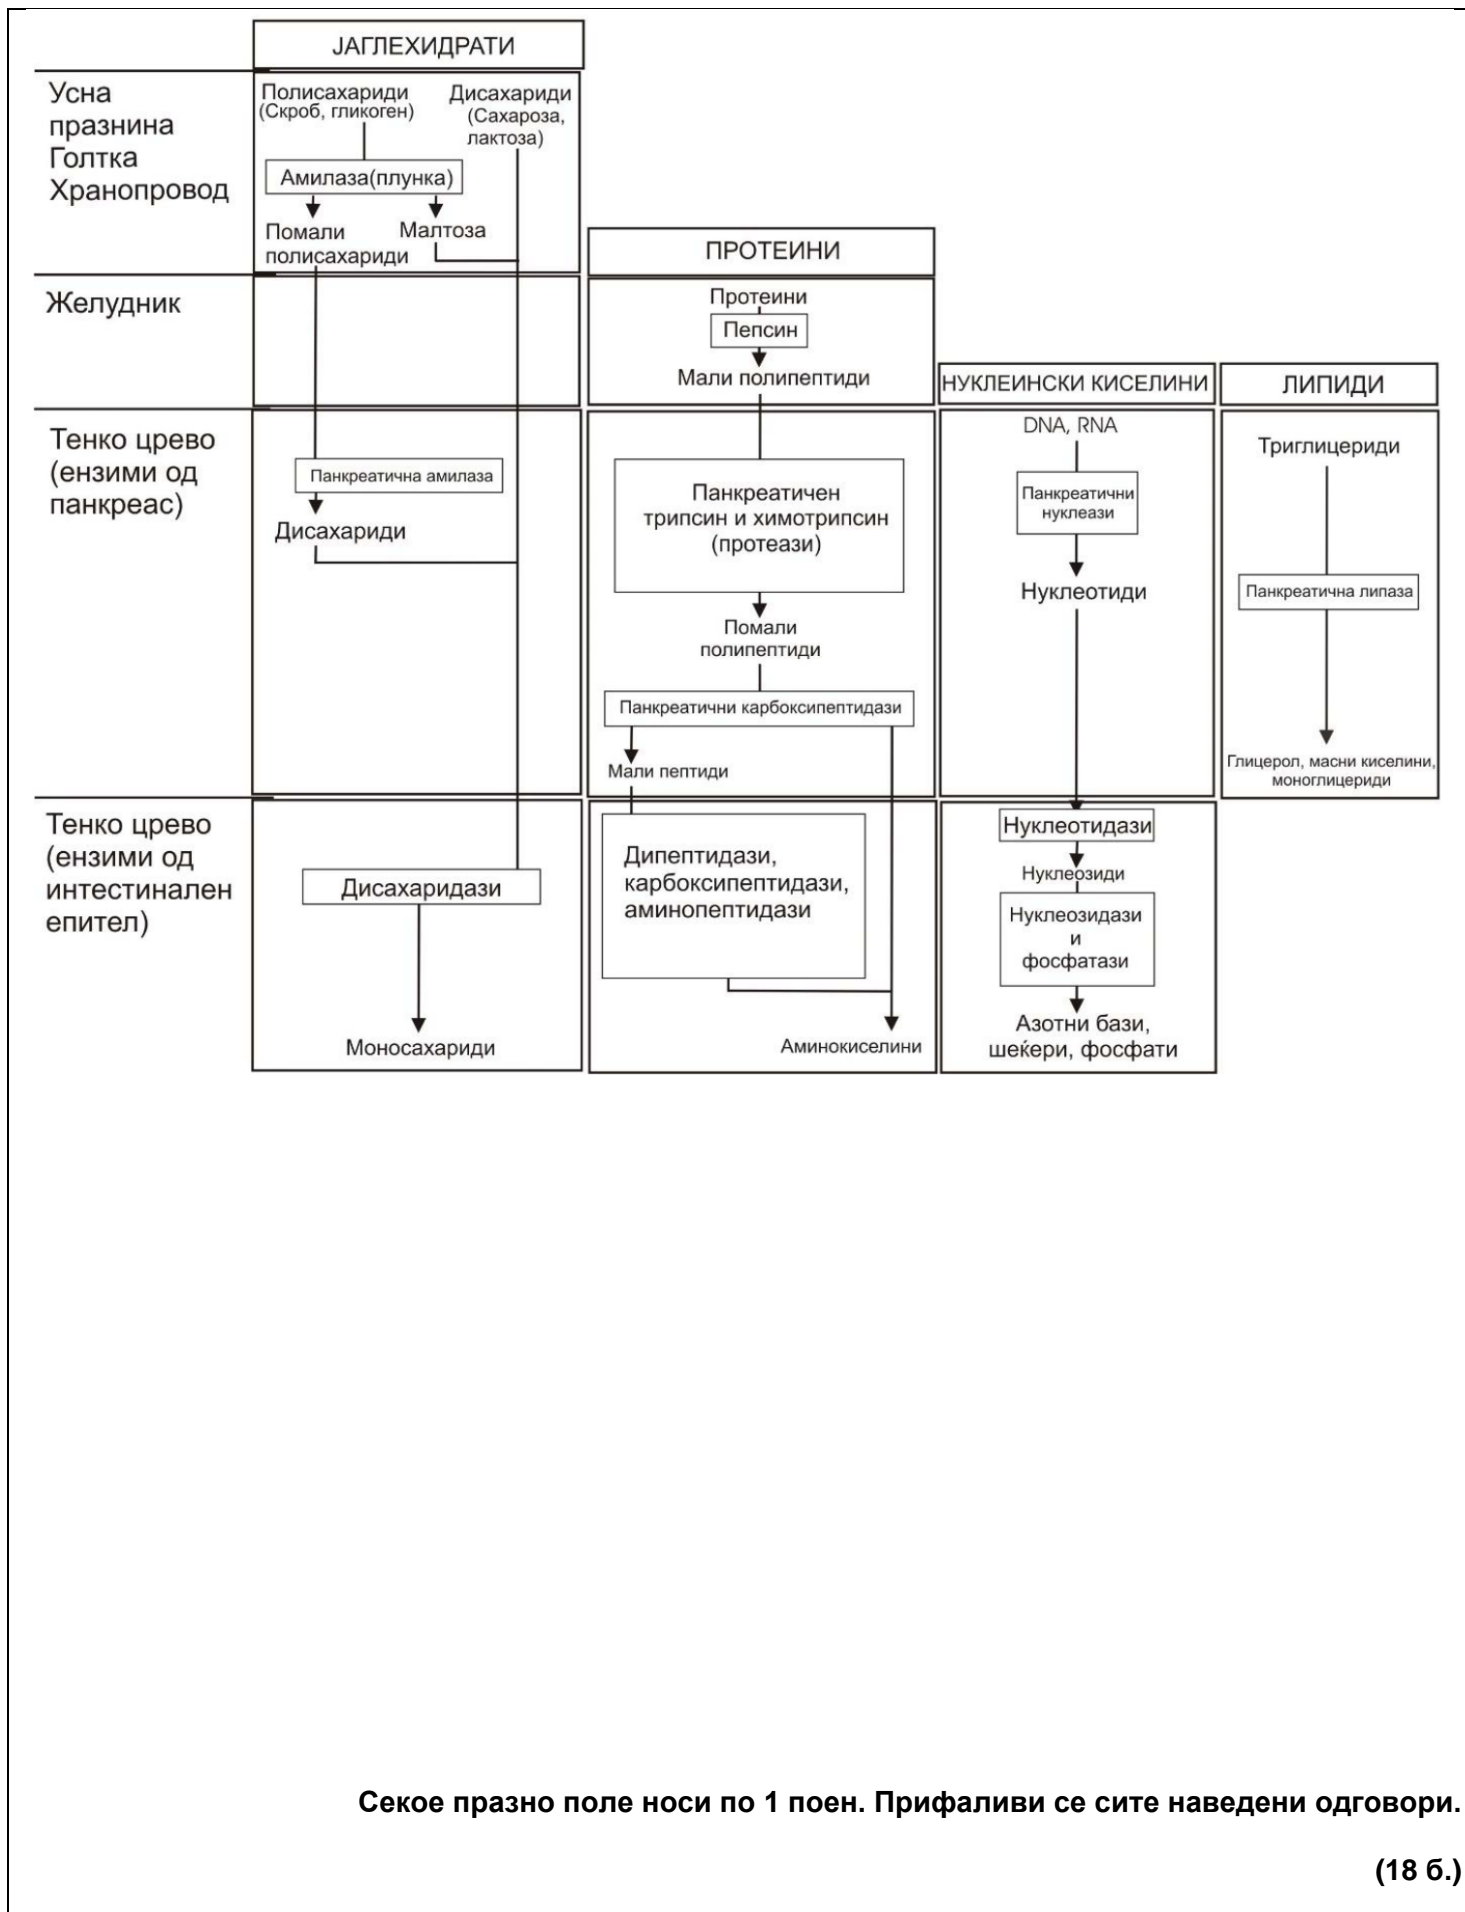 ЈАГЛЕХИДРАТИ
Усна
празнина
Голтка
Хранопровод
Полисахариди
(Скроб, гликоген)
Дисахариди
(Сахароза,
лактоза)
Амилаза(плунка)
Помали
полисахариди
Малтоза
ПРОТЕИНИ
Желудник
Протеини
Пепсин
Мали полипептиди
НУКЛЕИНСКИ КИСЕЛИНИ
ЛИПИДИ
Тенко црево
(ензими од
панкреас)
Панкреатична амилаза
Дисахариди
Панкреатичен
трипсин и химотрипсин
(протеази)
Помали
полипептиди
Панкреатични карбоксипептидази
Мали пептиди
DNA, RNA
Панкреатични
нуклеази
Нуклеотиди
Триглицериди
Панкреатична липаза
Глицерол, масни киселини,
моноглицериди
Тенко црево
(ензими од
интестинален
епител)
Дисахаридази
Моносахариди
Дипептидази,
карбоксипептидази,
аминопептидази
Аминокиселини
Нуклеотидази
Нуклеозиди
Нуклеозидази
и
фосфатази
Азотни бази,
шеќери, фосфати
Секое празно поле носи по 1 поен. Прифаливи се сите наведени одговори.
(18 б.)